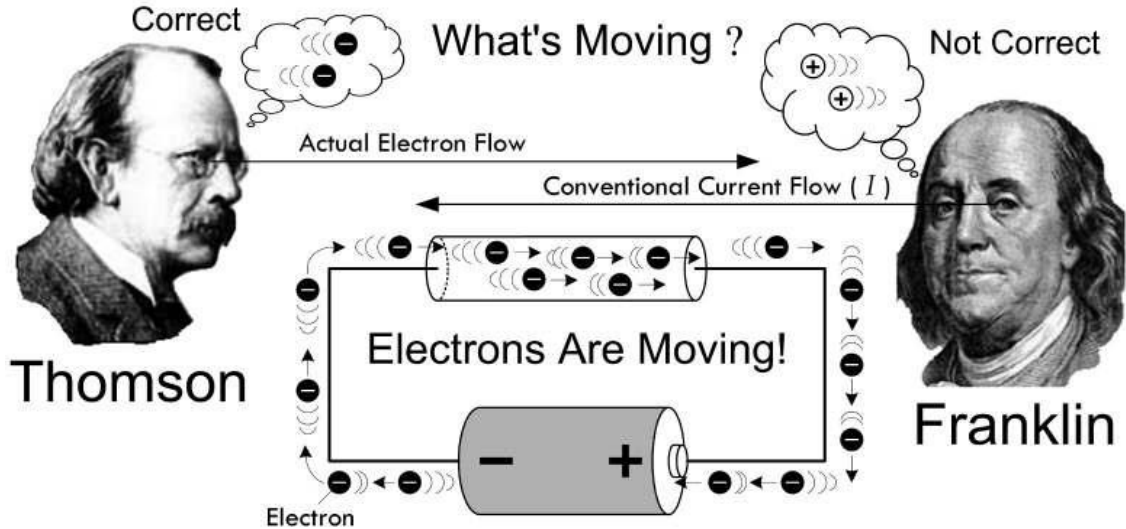 Correct
What's Moving ?
Not Correct
Actual Electron Flow
Conventional Current Flow ( I )
Thomson
Electrons Are Moving!
Franklin
Electron